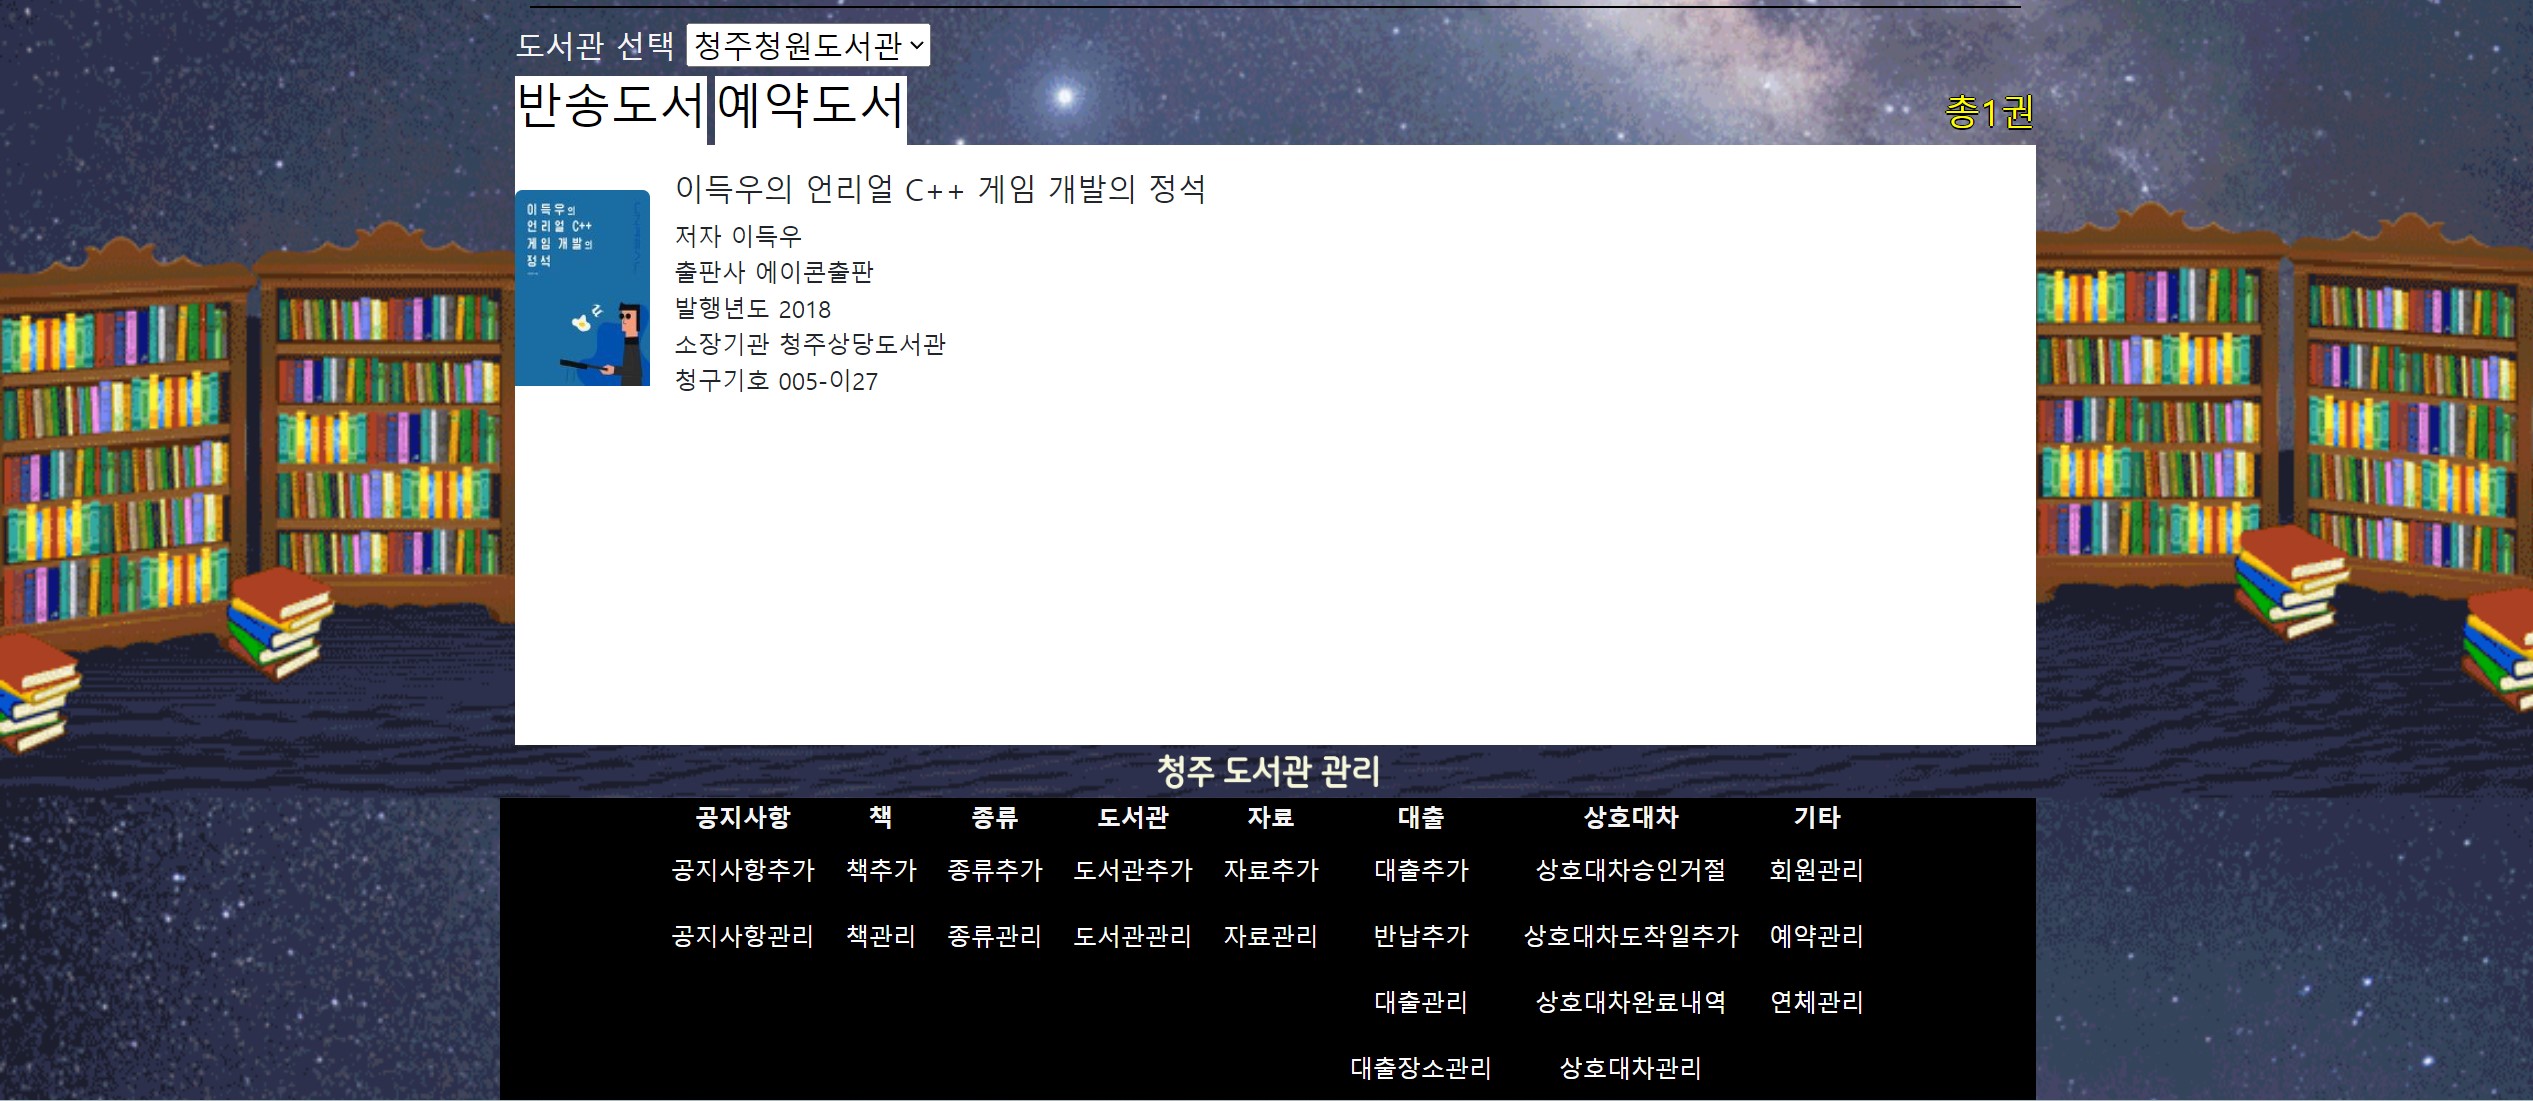 도서관 선택 청주청원도서관
반송도서 예약도서 총1권
이득우의 언리얼 C++ 게임 개발의 정석
이득우의
언리얼 C++
게임 개발의
정석
저자 이득우
출판사 에이콘출판
발행년도 2018
소장기관 청주상당도서관
청구기호 005-이27
청주 도서관 관리
공지사항 책 종류 도서관 자료 대출 상호대차 기타
공지사항추가 책추가 종류추가 도서관추가 자료추가 대출추가 상호대차승인거절 회원관리
공지사항관리 책관리 종류관리 도서관관리 자료관리 반납추가 상호대차도착일추가 예약관리
대출관리 상호대차완료내역 연체관리
대출장소관리 상호대차관리